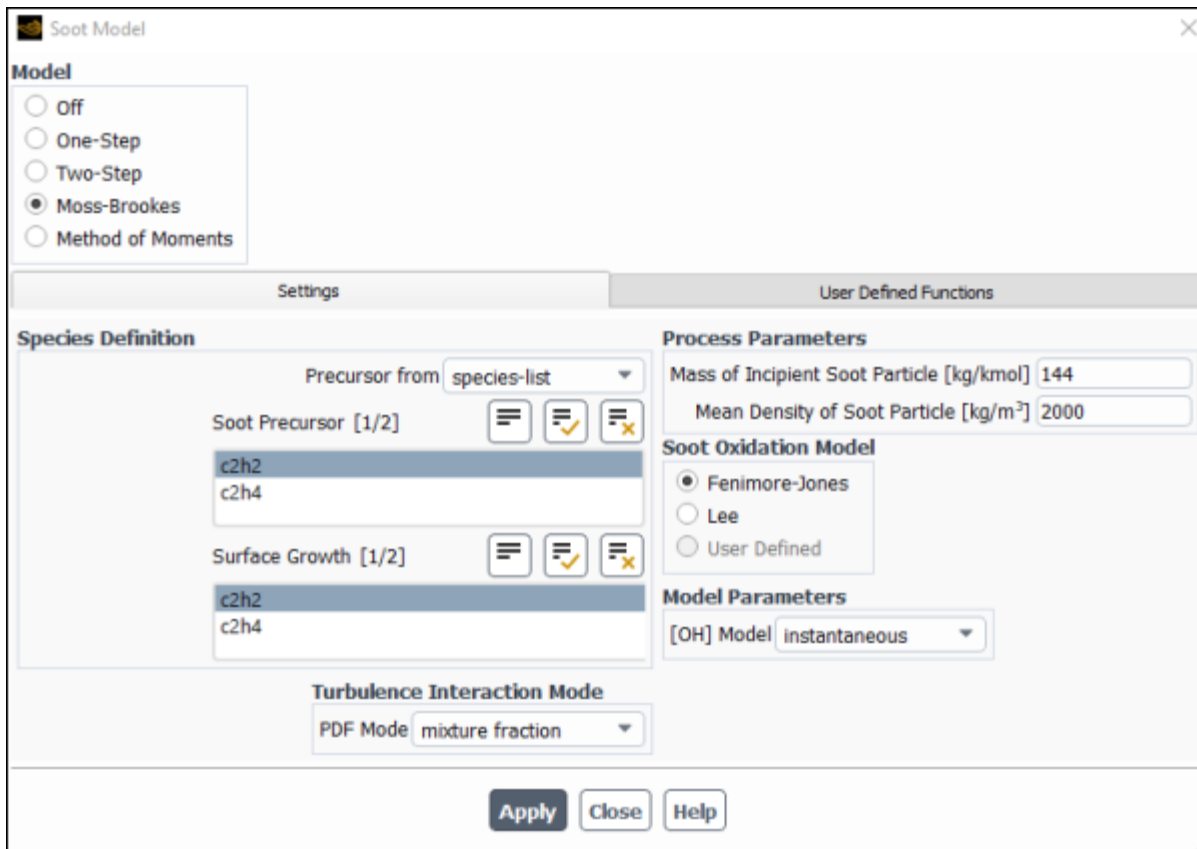 Soot Model
Model
Off
One-Step
Two-Step
Moss-Brookes
Method of Moments
Settings
User Defined Functions
Species Definition
Precursor from species-list
Soot Precursor [1/2]
c2h2
c2h4
Surface Growth [1/2]
c2h2
c2h4
Process Parameters
Mass of Incipient Soot Particle [kg/kmol] 144
Mean Density of Soot Particle [kg/m³] 2000
Soot Oxidation Model
Fenimore-Jones
Lee
User Defined
Model Parameters
[OH] Model instantaneous
Turbulence Interaction Mode
PDF Mode mixture fraction
Apply
Close
Help